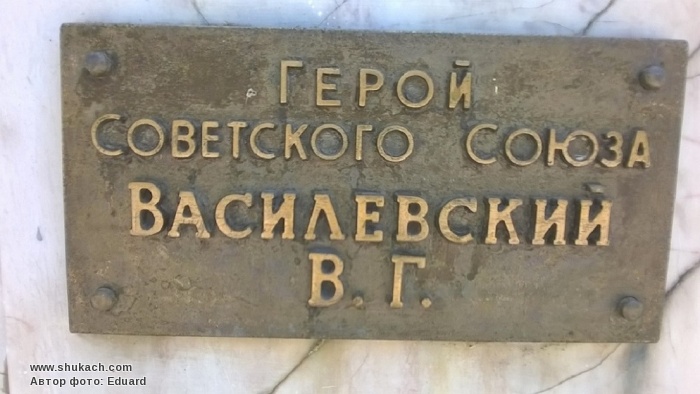 ГЕРОЙ
СОВЕТСКОГО СОЮЗА
ВАСИЛЕВСКИЙ
В. Г.
www.shukach.com
Автор фото: Eduard